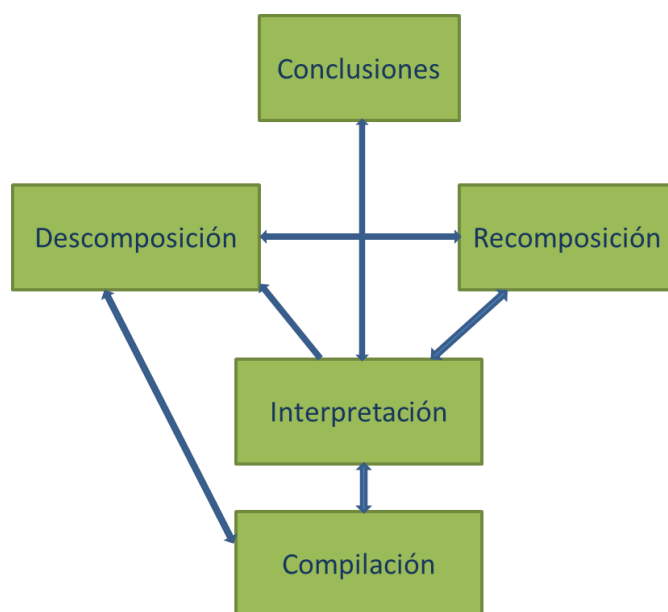 Conclusiones
Descomposición
Recomposición
Interpretación
Compilación